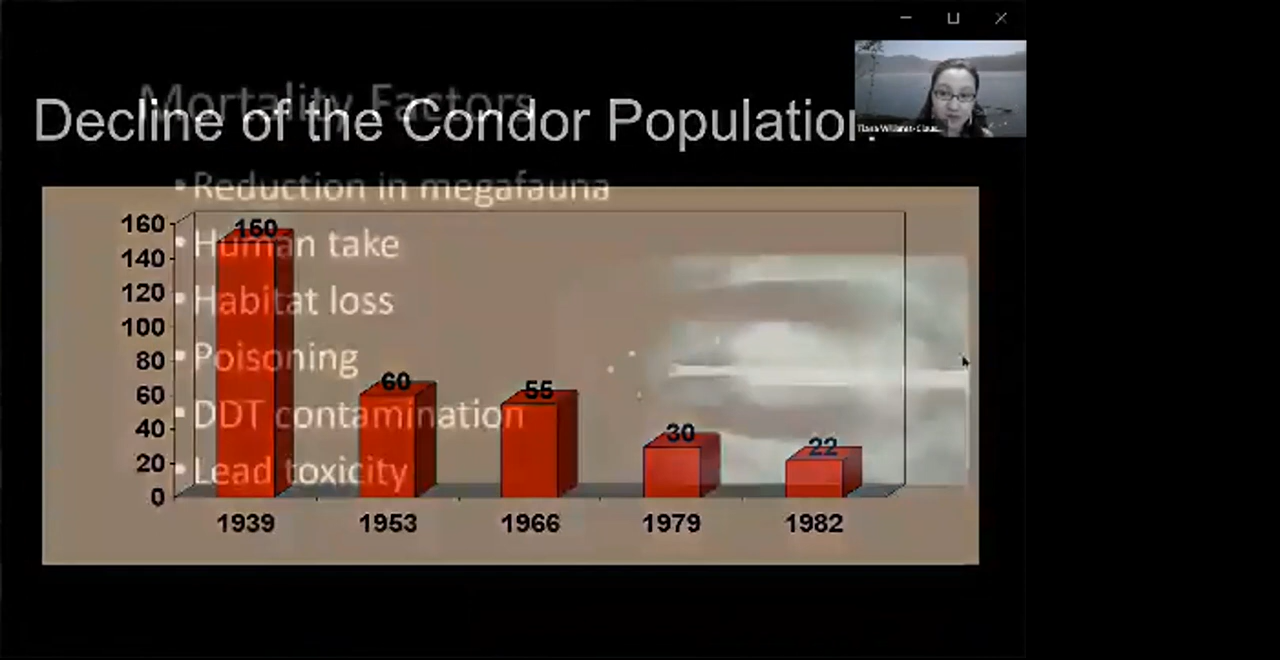 Mortality Factors
Decline of the Condor Population
• Reduction in megafauna
• Human take
• Habitat loss
• Poisoning
• DDT contamination
• Lead toxicity
160
140
120
100
80
60
40
20
0
150
60
55
30
22
1939 1953 1966 1979 1982